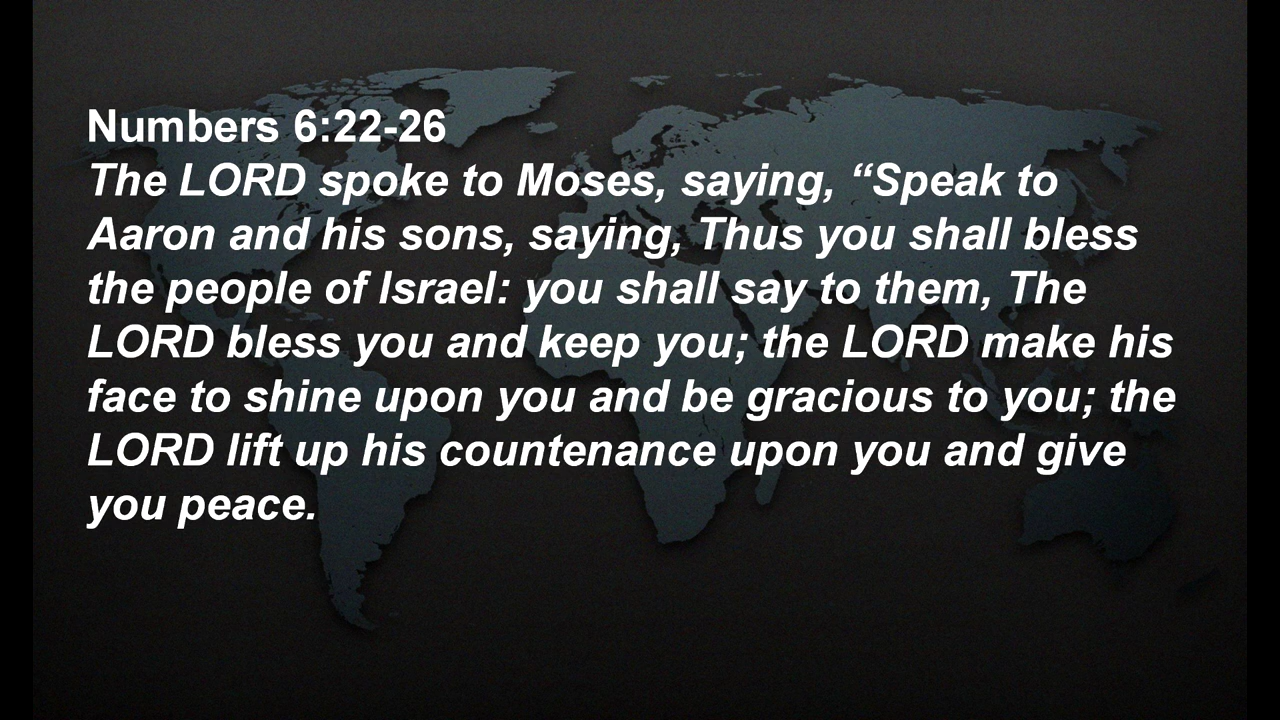 Numbers 6:22-26
The LORD spoke to Moses, saying, “Speak to
Aaron and his sons, saying, Thus you shall bless
the people of Israel: you shall say to them, The
LORD bless you and keep you; the LORD make his
face to shine upon you and be gracious to you; the
LORD lift up his countenance upon you and give
you peace.